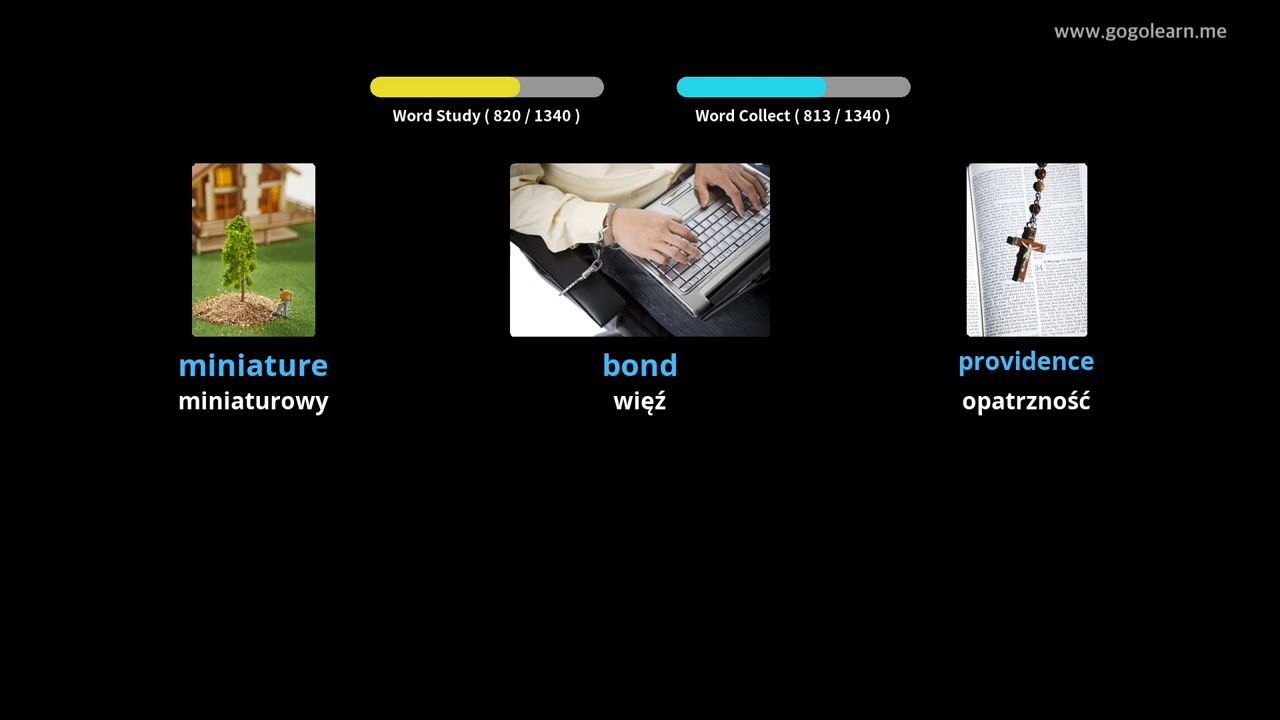 www.gogolearn.me
Word Study ( 820 / 1340 )
Word Collect ( 813 / 1340 )
miniature
miniaturowy
bond
więź
providence
opatrzność